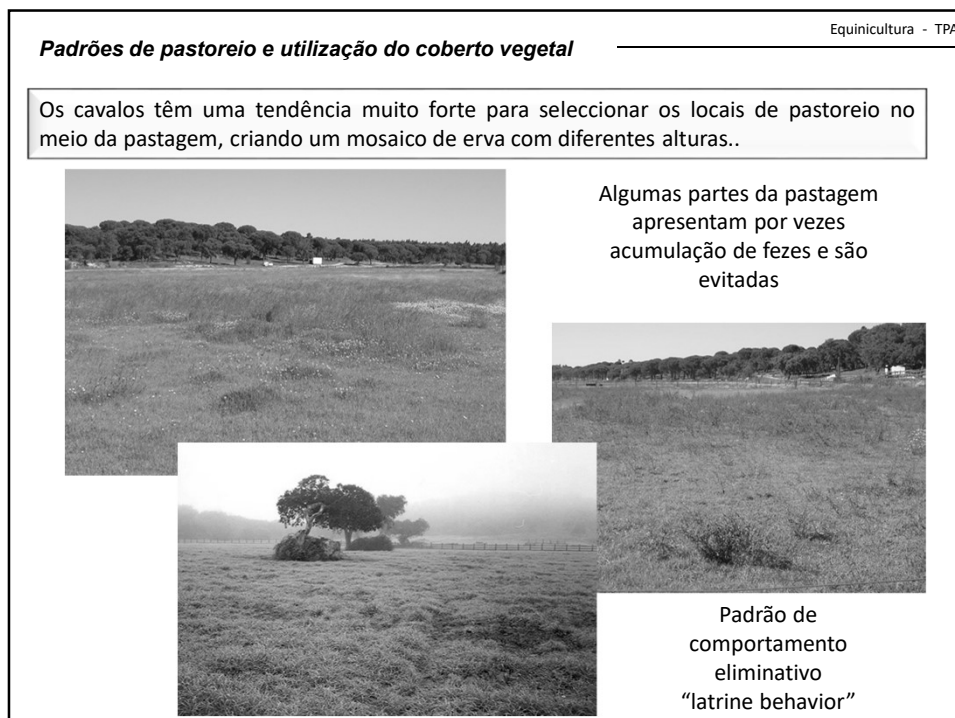 Equinicultura - TPA
Padrões de pastoreio e utilização do coberto vegetal
Os cavalos têm uma tendência muito forte para seleccionar os locais de pastoreio no
meio da pastagem, criando um mosaico de erva com diferentes alturas..
Algumas partes da pastagem
apresentam por vezes
acumulação de fezes e são
evitadas
Padrão de
comportamento
eliminativo
“latrine behavior”